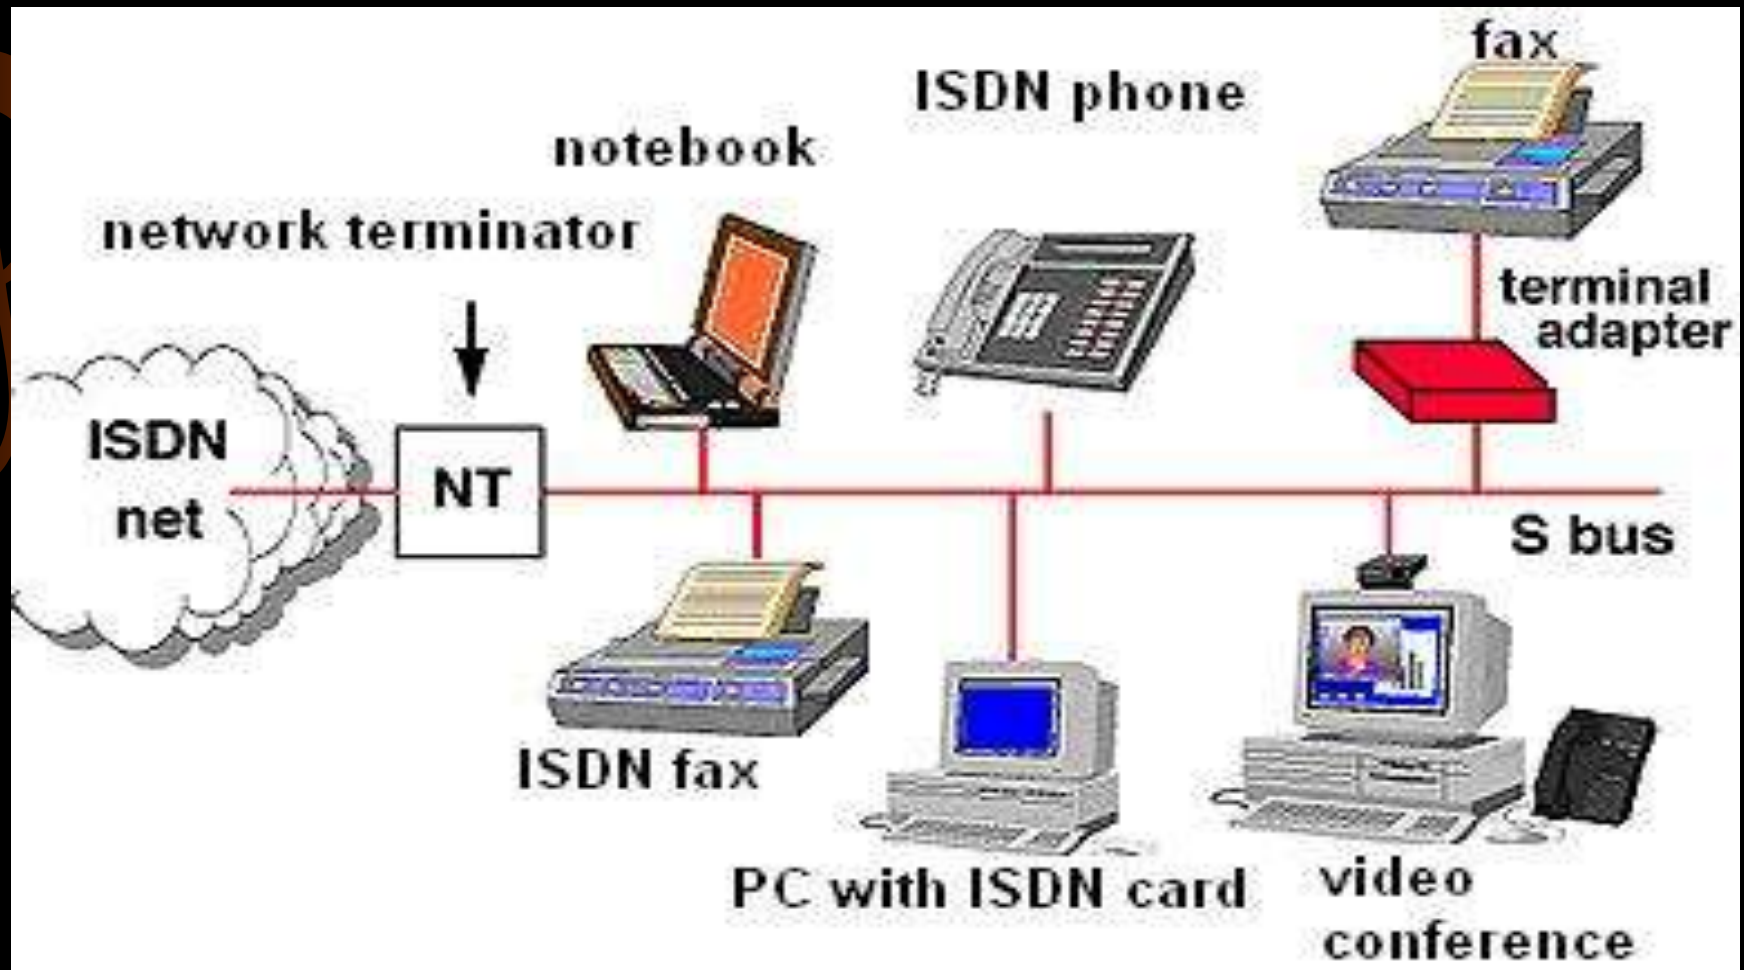 fax
ISDN phone
notebook
network terminator
terminal
adapter
ISDN
net
NT
S bus
ISDN fax
PC with ISDN card
video
conference